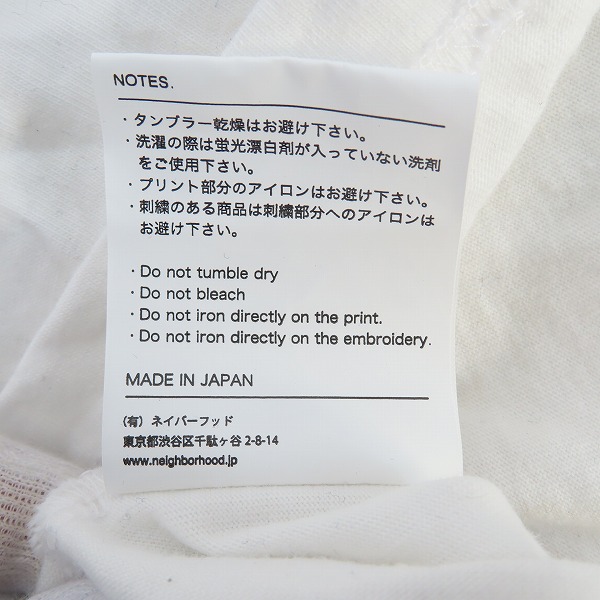 NOTES.
・タンブラー乾燥はお避け下さい。
・洗濯の際は蛍光漂白剤が入っていない洗剤
をご使用下さい。
・プリント部分のアイロンはお避け下さい。
・刺繍のある商品は刺繍部分へのアイロンは
お避け下さい。
・Do not tumble dry
・Do not bleach
・Do not iron directly on the print.
・Do not iron directly on the embroidery.
MADE IN JAPAN
(有) ネイバーフッド
東京都渋谷区千駄ヶ谷 2-8-14
www.neighborhood.jp